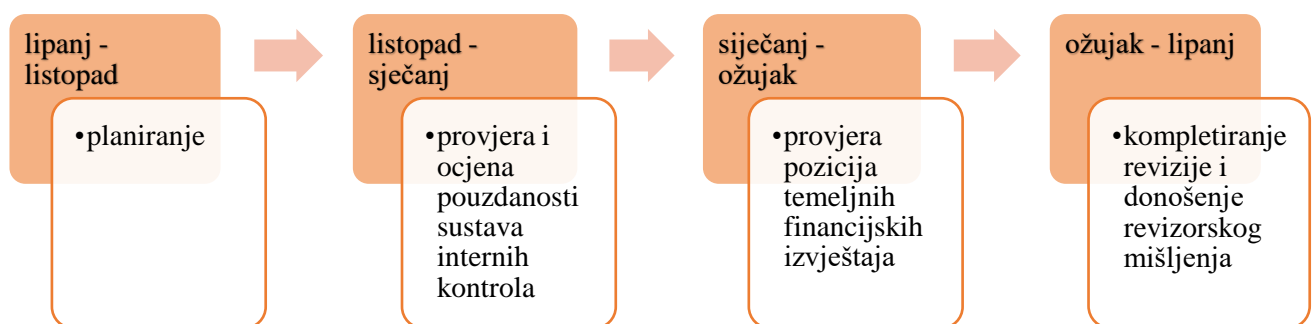 lipanj -
listopad
•planiranje
listopad -
sječanj
•provjera i
ocjena
pouzdanosti
sustava
internih
kontrola
siječanj -
ožujak
•provjera
pozicija
temeljnih
financijskih
izvještaja
ožujak - lipanj
•kompletiranje
revizije i
donošenje
revizorskog
mišljenja